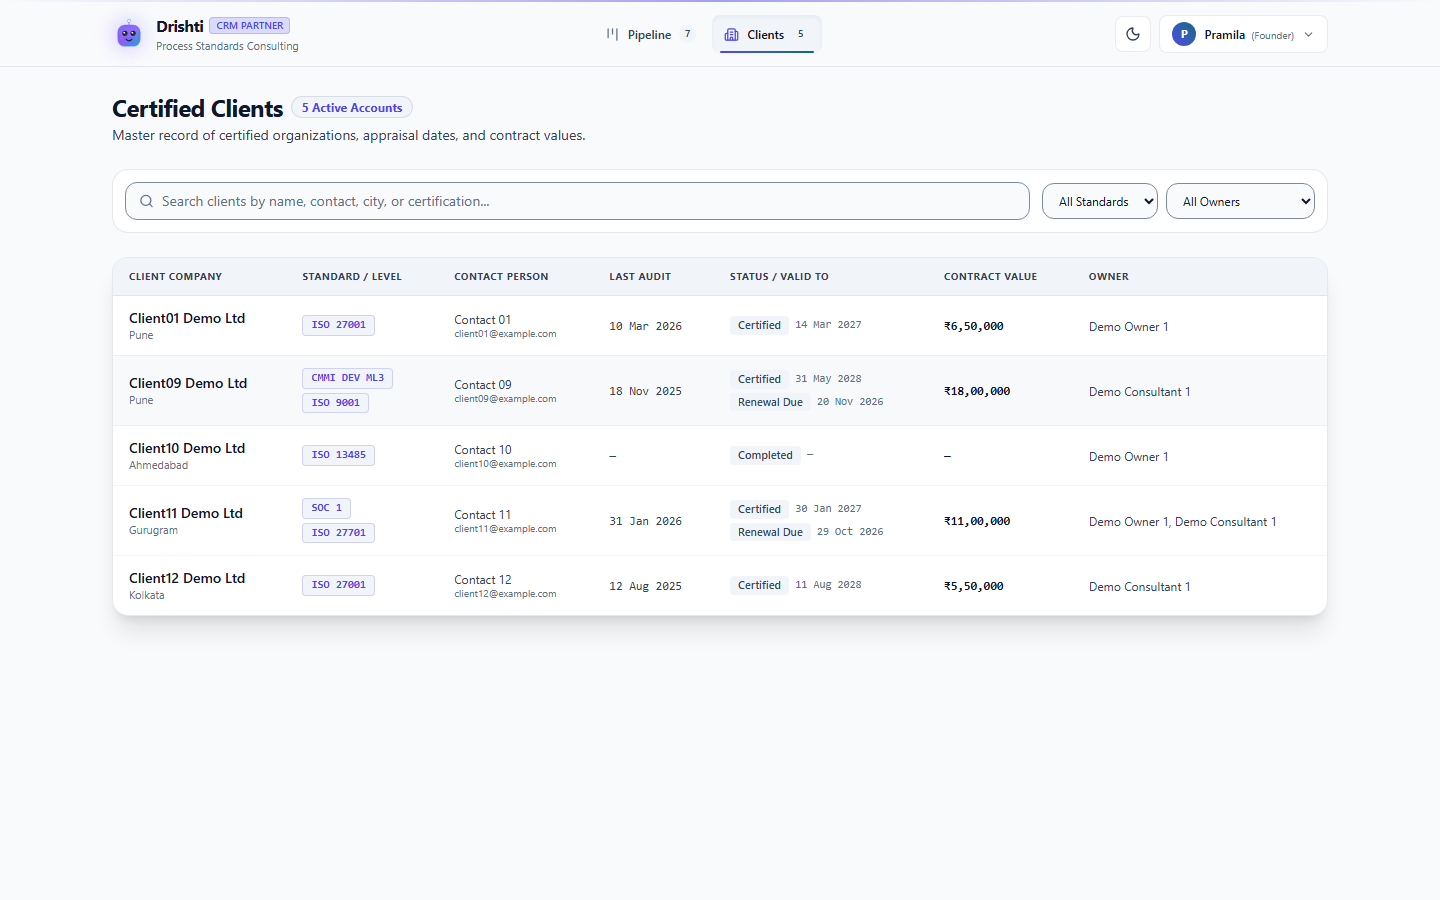 Drishti CRM PARTNER
Process Standards Consulting
Pipeline 7
Clients 5
P Pramila (Founder)
Certified Clients 5 Active Accounts
Master record of certified organizations, appraisal dates, and contract values.
Search clients by name, contact, city, or certification...
All Standards
All Owners
CLIENT COMPANY STANDARD / LEVEL CONTACT PERSON LAST AUDIT STATUS / VALID TO CONTRACT VALUE OWNER
Client01 Demo Ltd
Pune
ISO 27001
Contact 01
client01@example.com
10 Mar 2026
Certified 14 Mar 2027
₹6,50,000
Demo Owner 1
Client09 Demo Ltd
Pune
CMMI DEV ML3
ISO 9001
Contact 09
client09@example.com
18 Nov 2025
Certified 31 May 2028
Renewal Due 20 Nov 2026
₹18,00,000
Demo Consultant 1
Client10 Demo Ltd
Ahmedabad
ISO 13485
Contact 10
client10@example.com
—
Completed —
—
Demo Owner 1
Client11 Demo Ltd
Gurugram
SOC 1
ISO 27701
Contact 11
client11@example.com
31 Jan 2026
Certified 30 Jan 2027
Renewal Due 29 Oct 2026
₹11,00,000
Demo Owner 1, Demo Consultant 1
Client12 Demo Ltd
Kolkata
ISO 27001
Contact 12
client12@example.com
12 Aug 2025
Certified 11 Aug 2028
₹5,50,000
Demo Consultant 1